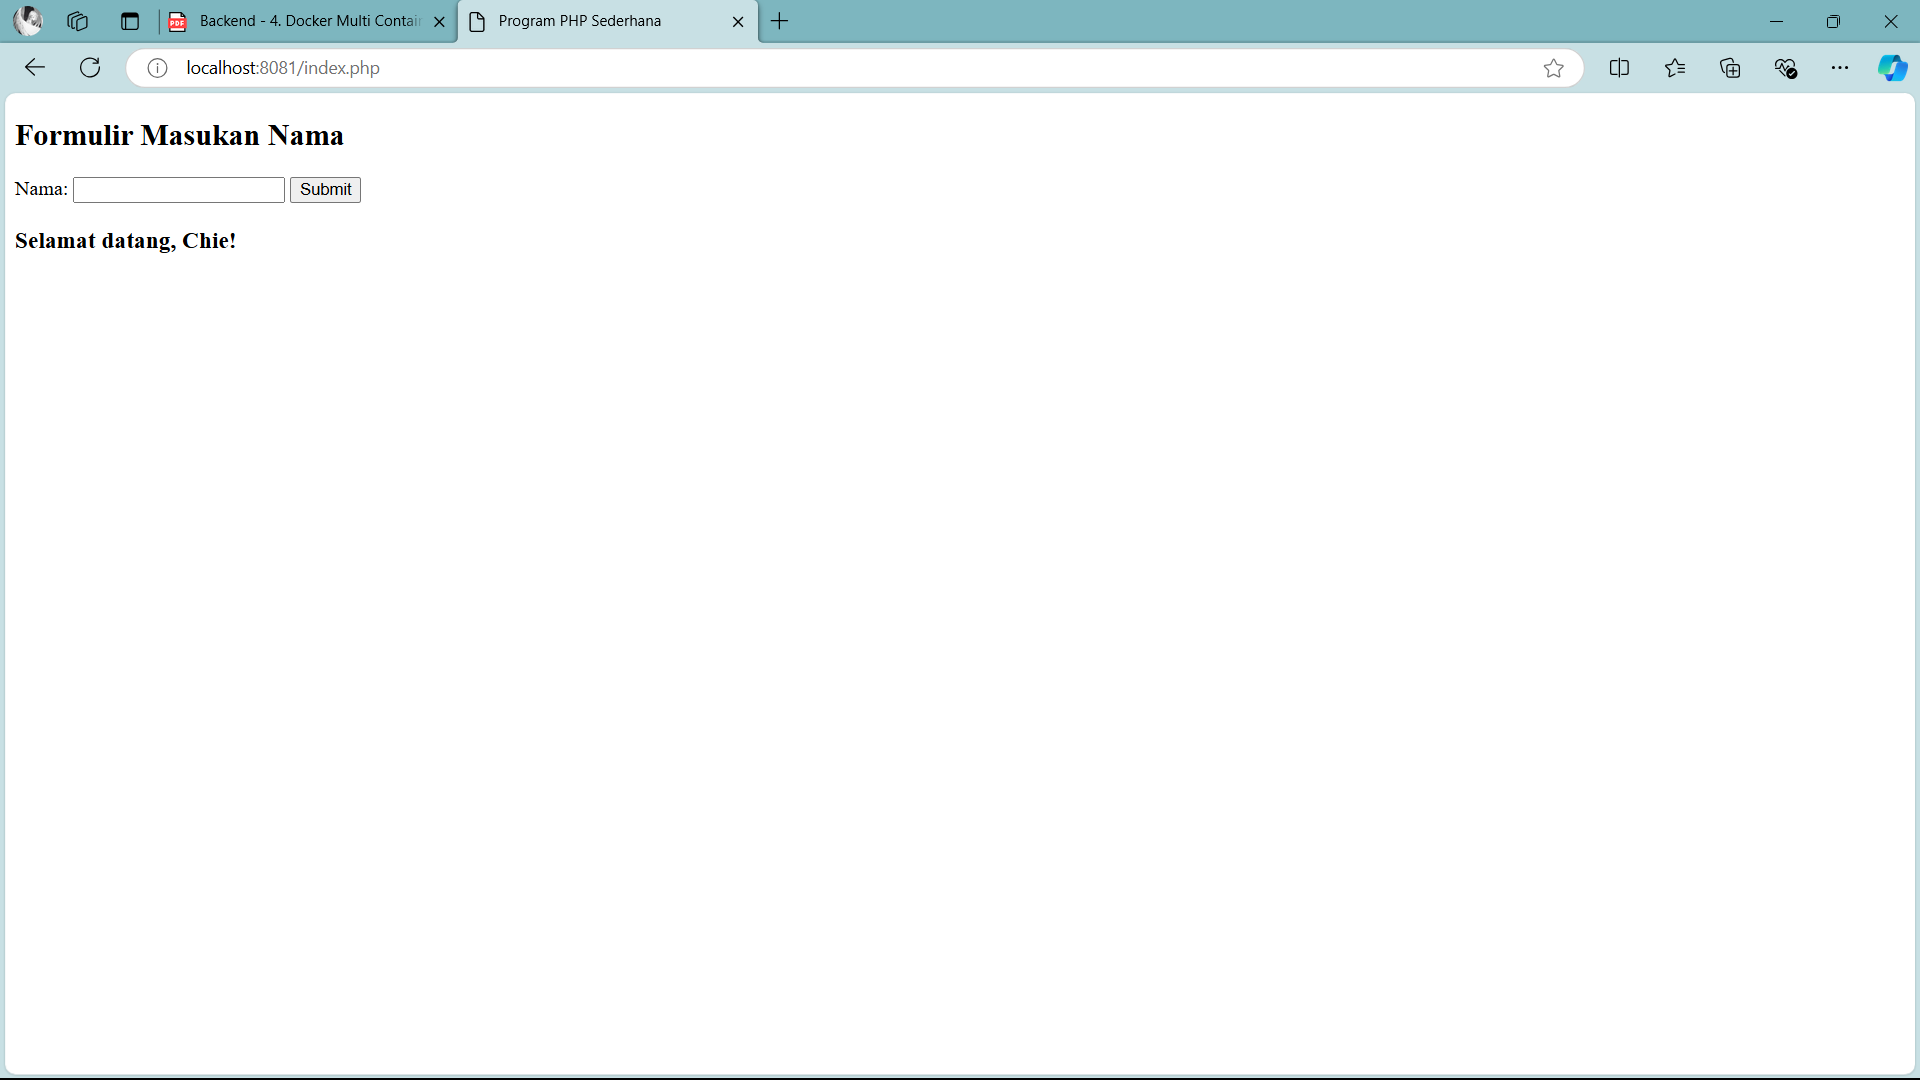 Backend - 4. Docker Multi Contai
Program PHP Sederhana
localhost:8081/index.php
Formulir Masukan Nama
Nama: Submit
Selamat datang, Chie!